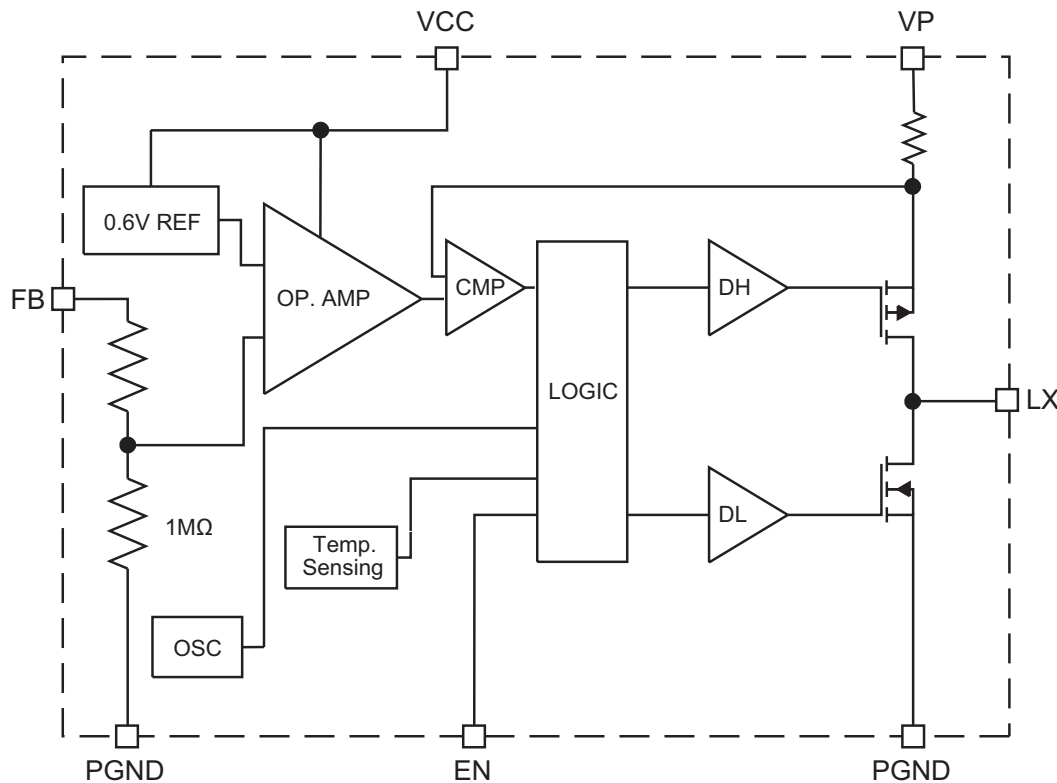 VCC
VP
0.6V REF
FB
OP. AMP
CMP
DH
LOGIC
LX
1MΩ
Temp.
Sensing
DL
OSC
PGND
EN
PGND